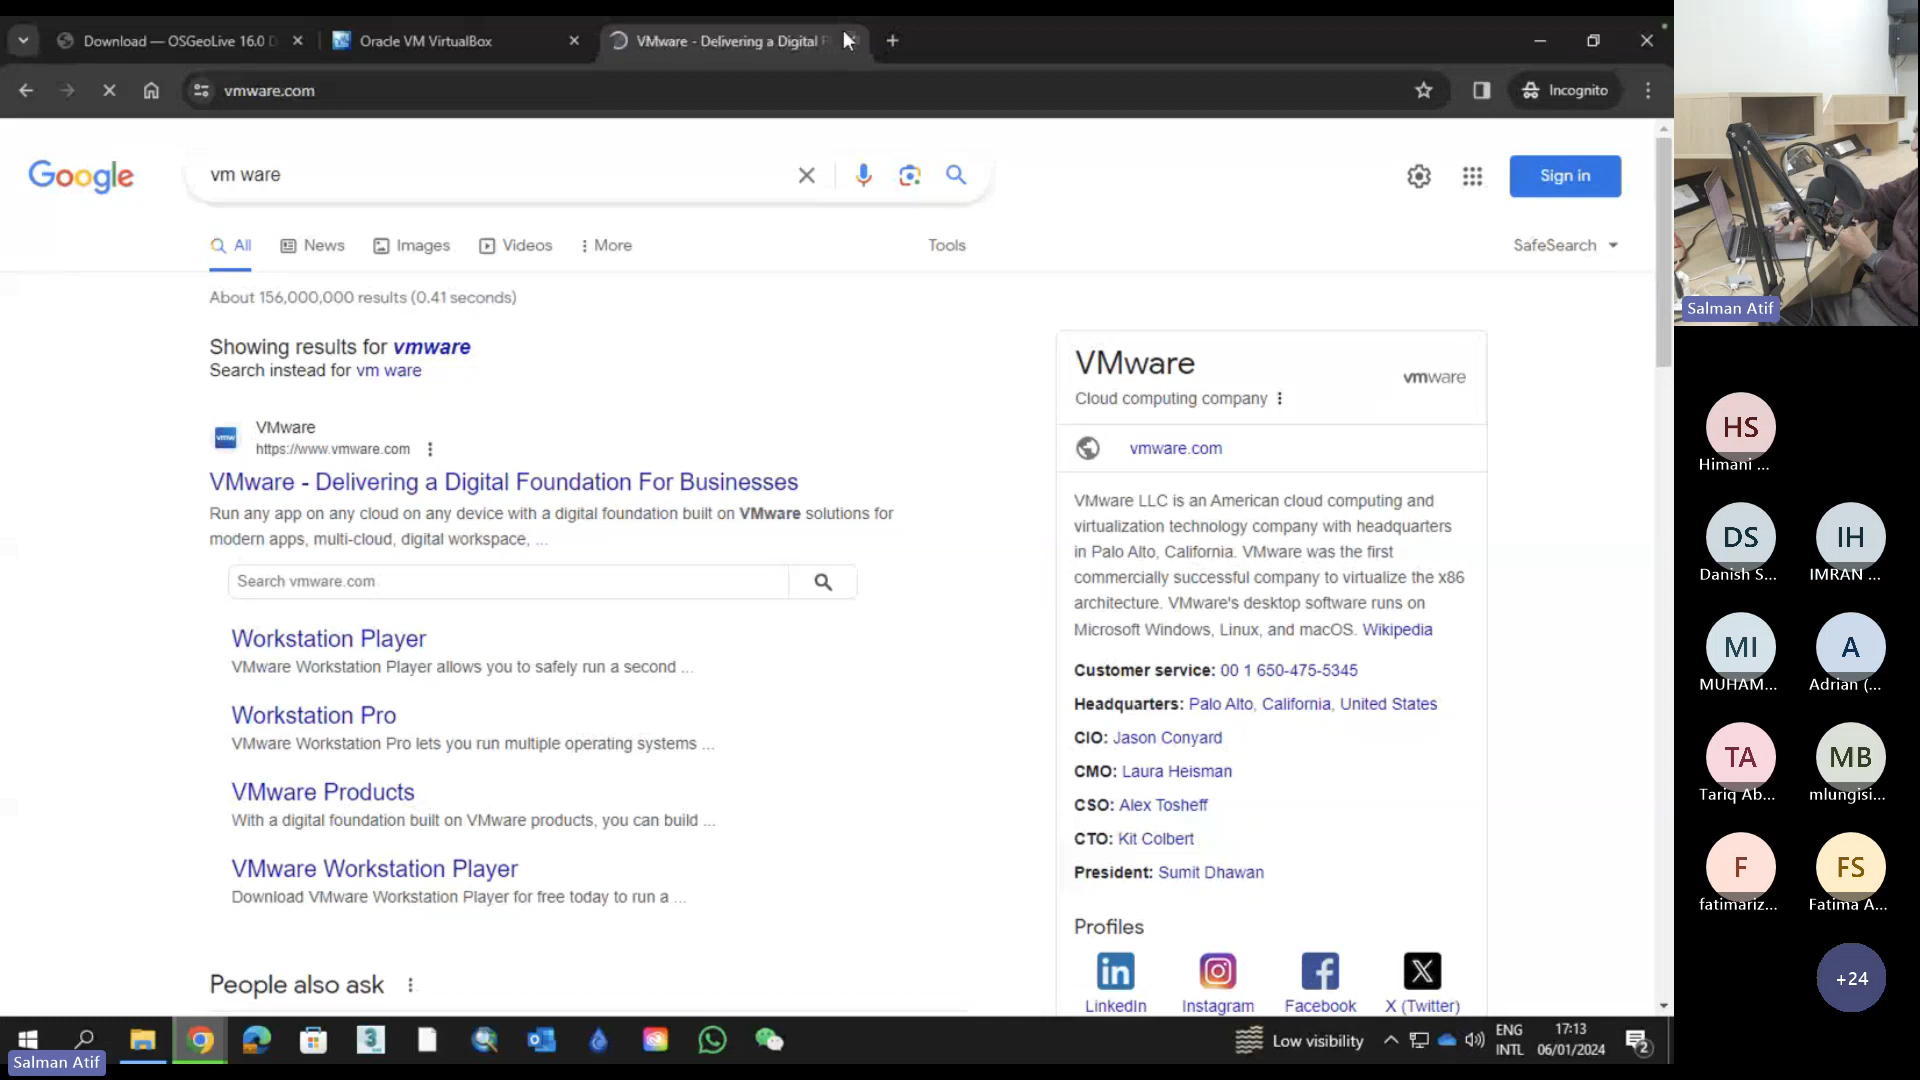 Download — OSGeoLive 16.0 D
Oracle VM VirtualBox
VMware - Delivering a Digital F
vmware.com
Incognito
Google
vm ware
Sign in
All
News
Images
Videos
More
Tools
SafeSearch
About 156,000,000 results (0.41 seconds)
Showing results for vmware
Search instead for vm ware
vmw
VMware
https://www.vmware.com
VMware - Delivering a Digital Foundation For Businesses
Run any app on any cloud on any device with a digital foundation built on VMware solutions for
modern apps, multi-cloud, digital workspace, ...
Search vmware.com
Workstation Player
VMware Workstation Player allows you to safely run a second ...
Workstation Pro
VMware Workstation Pro lets you run multiple operating systems ...
VMware Products
With a digital foundation built on VMware products, you can build ...
VMware Workstation Player
Download VMware Workstation Player for free today to run a ...
People also ask
VMware
vmware
Cloud computing company
vmware.com
VMware LLC is an American cloud computing and
virtualization technology company with headquarters
in Palo Alto, California. VMware was the first
commercially successful company to virtualize the x86
architecture. VMware's desktop software runs on
Microsoft Windows, Linux, and macOS. Wikipedia
Customer service: 00 1 650-475-5345
Headquarters: Palo Alto, California, United States
CIO: Jason Conyard
CMO: Laura Heisman
CSO: Alex Tosheff
CTO: Kit Colbert
President: Sumit Dhawan
Profiles
in
LinkedIn
Instagram
Facebook
X (Twitter)
Salman Atif
HS
Himani ...
DS
Danish S...
IH
IMRAN ...
MI
MUHAM...
A
Adrian (...
TA
Tariq Ab...
MB
mlungisi...
F
fatimariz...
FS
Fatima A...
+24
Salman Atif
3
Low visibility
ENG
INTL
17:13
06/01/2024
2